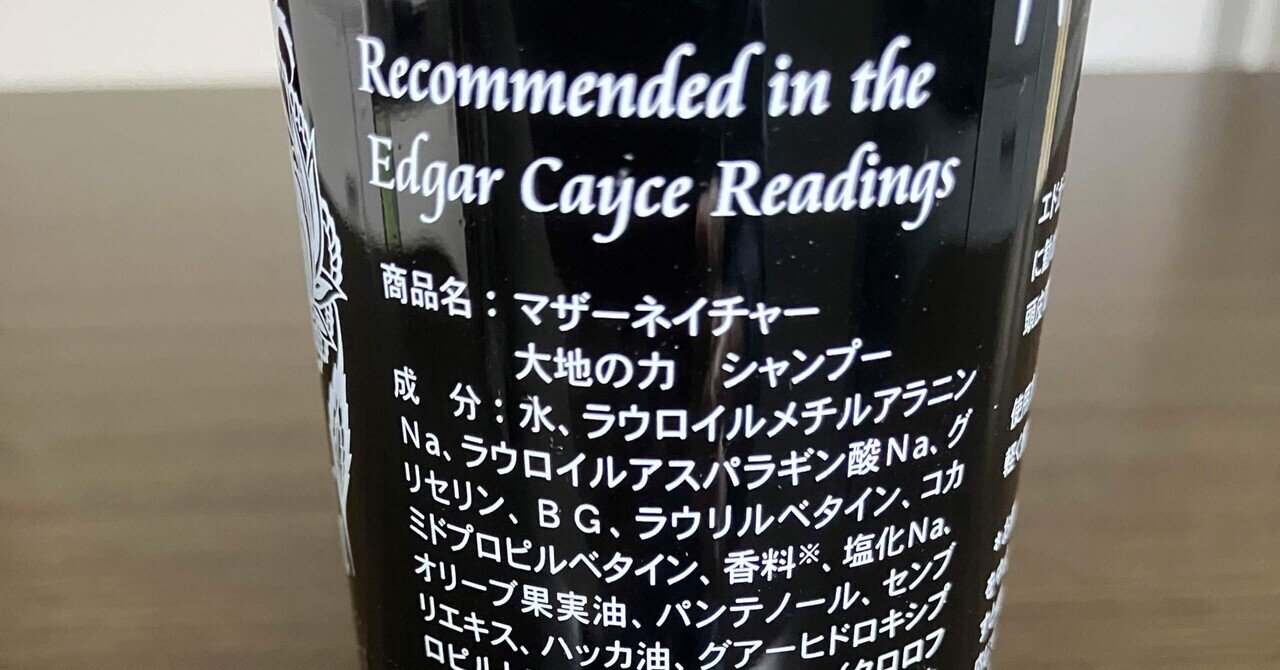 Recommended in the
Edgar Cayce Readings
商品名：マザーネイチャー
大地の力　シャンプー
成　分：水、ラウロイルメチルアラニン
Na、ラウロイルアスパラギン酸Na、グ
リセリン、BG、ラウリルベタイン、コカ
ミドプロピルベタイン、香料※、塩化Na、
オリーブ果実油、パンテノール、センブ
リエキス、ハッカ油、グアーヒドロキシプ